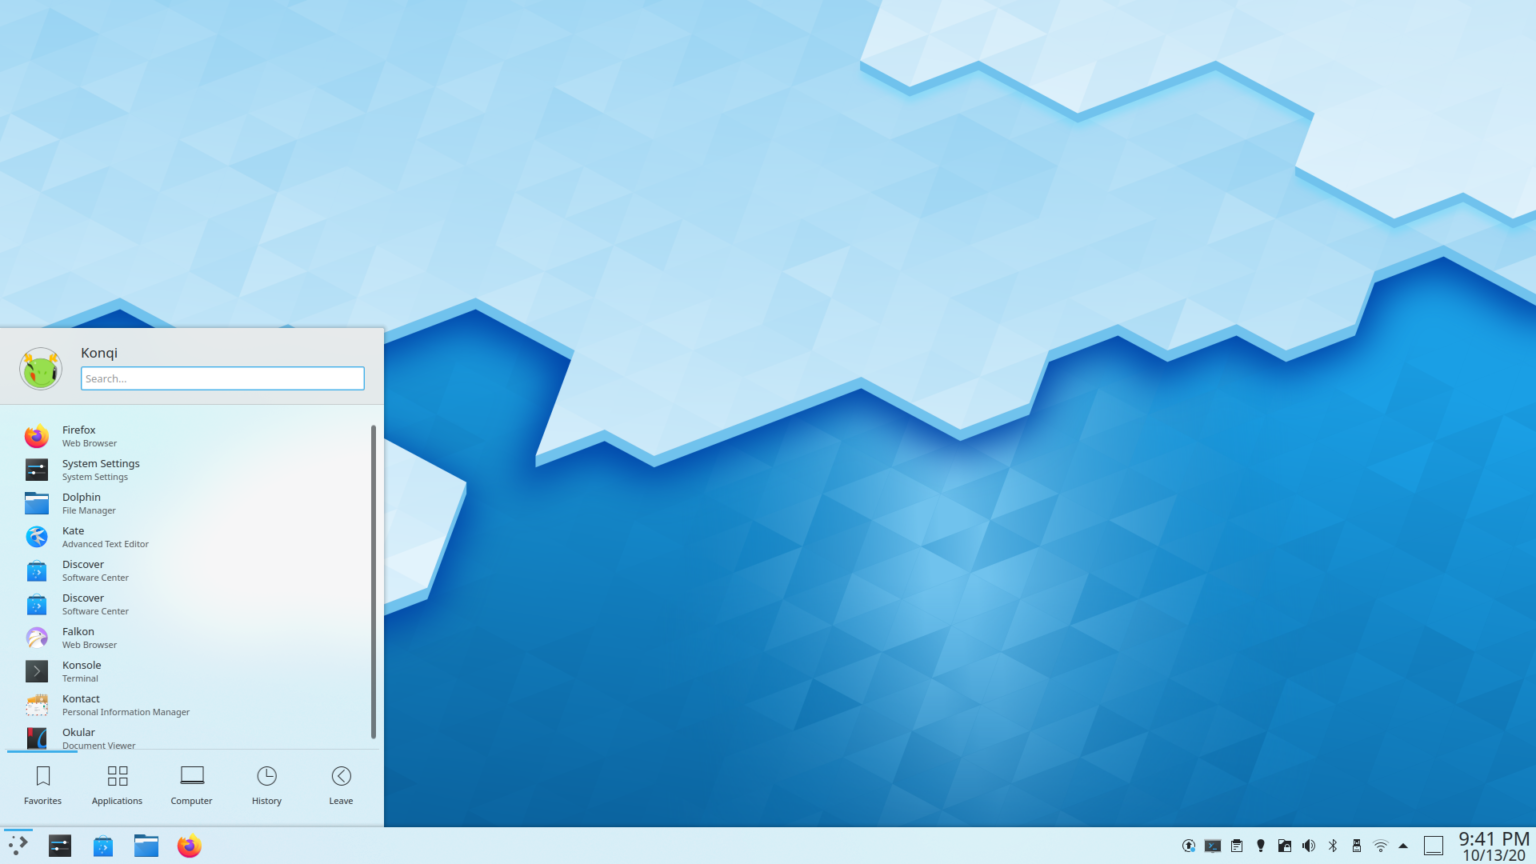 Konqi
Search...
Firefox
Web Browser
System Settings
System Settings
Dolphin
File Manager
Kate
Advanced Text Editor
Discover
Software Center
Discover
Software Center
Falkon
Web Browser
Konsole
Terminal
Kontact
Personal Information Manager
Okular
Document Viewer
Favorites Applications Computer History Leave
9:41 PM
10/13/20